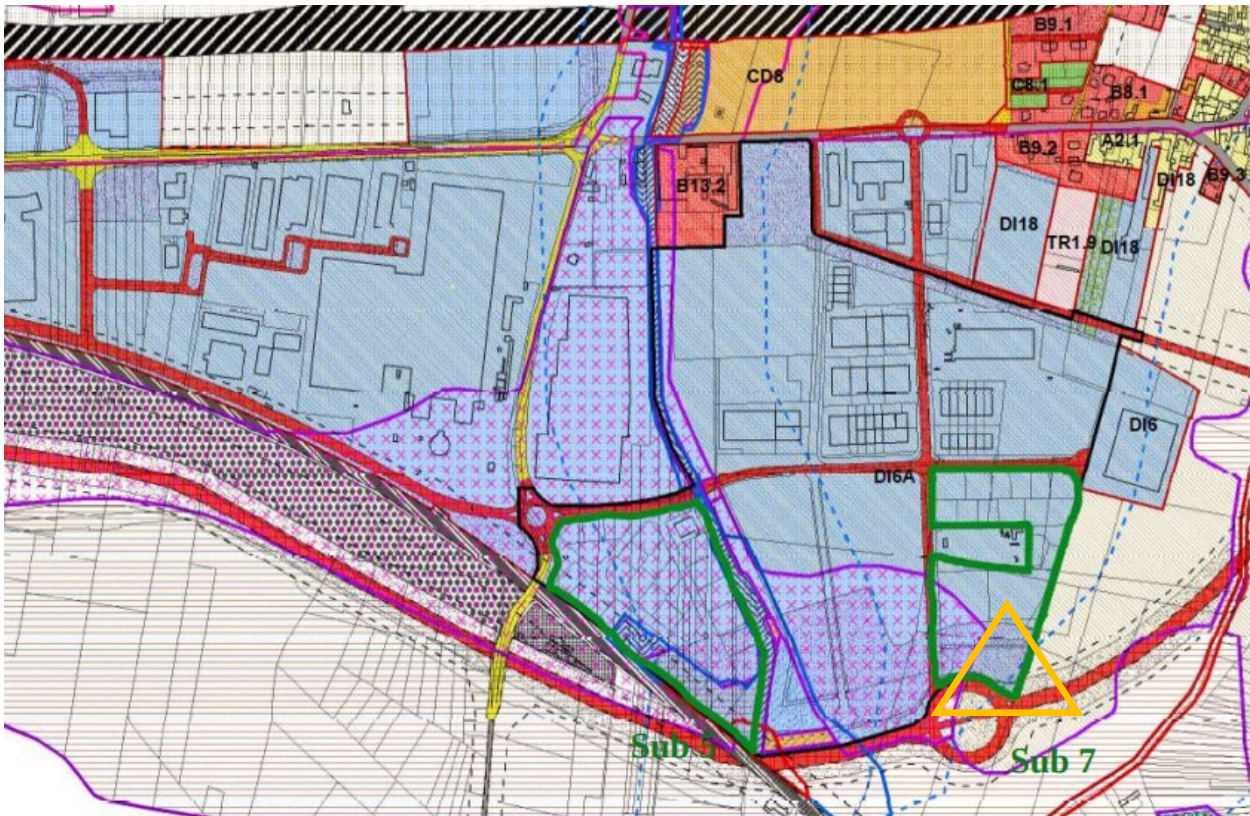 B9.1
CD8
C8.1
B8.1
B9.2
A2.1
B13.2
DI18
B9.3
DI18
TR1.9
DI18
DI6
DI6A
Sub 5
Sub 7